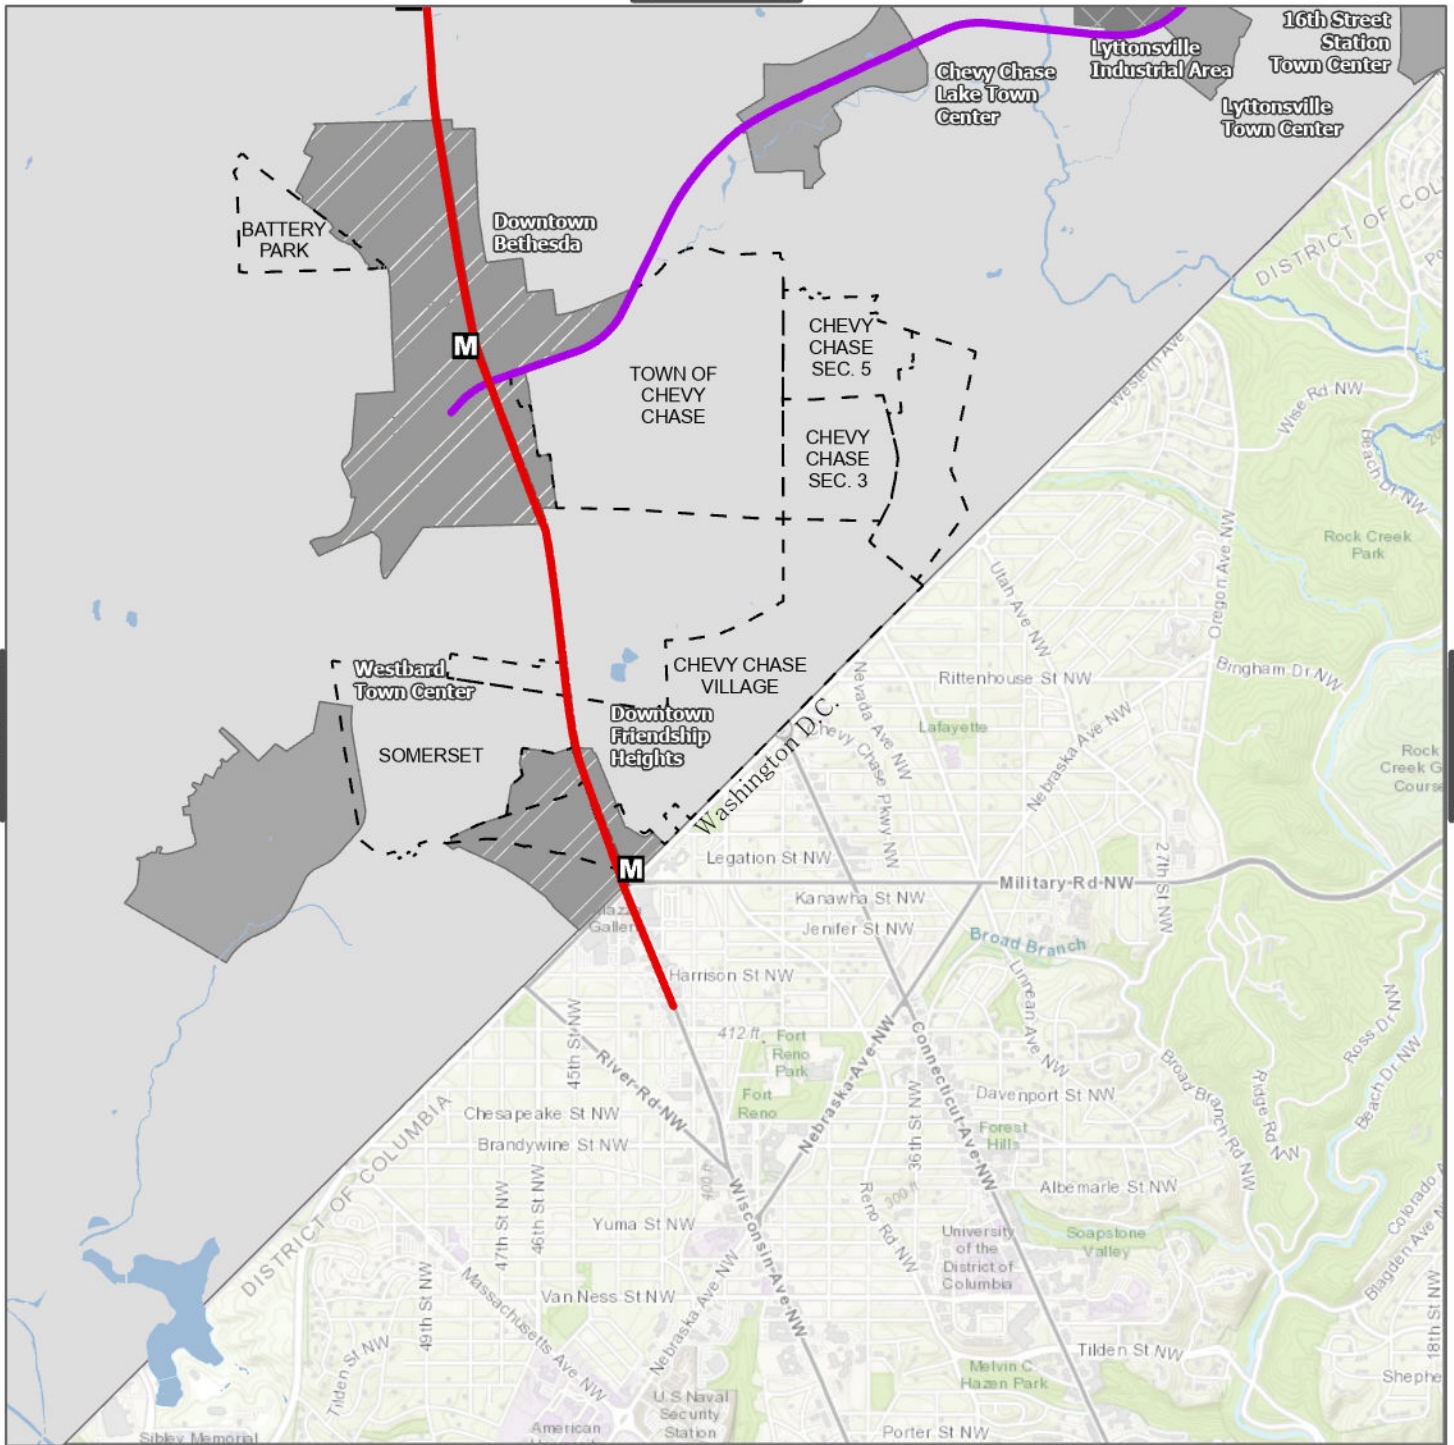 16th Street
Station
Town Center
Lyttonsville
Industrial Area
Chevy Chase
Lake Town
Center
Lyttonsville
Town Center
DISTRICT OF COL
BATTERY
PARK
Downtown
Bethesda
M
CHEVY
CHASE
SEC. 5
TOWN OF
CHEVY
CHASE
CHEVY
CHASE
SEC. 3
Western Ave
Wise Rd NW
Beach Dr NW
Rock Creek
Park
Oregon Ave NW
Utah Ave NW
Bingham Dr NW
Rittenhouse St NW
Nevada Ave NW
Nebraska Ave NW
Lafayette
Chevy Chase Pkwy NW
CHEVY CHASE
VILLAGE
Westbard
Town Center
SOMERSET
Downtown
Friendship
Heights
Washington D.C.
Rock
Creek G
Course
M
Legation St NW
Military Rd NW
27th St NW
Kanawha St NW
Jenifer St NW
Broad Branch
Mazza
Galler
Harrison St NW
Linnean Ave NW
45th St NW
412 ft
Fort
Reno
Park
Fort
Reno
River Rd NW
Nebraska Ave NW
Connecticut Ave NW
36th St NW
Davenport St NW
Forest
Hills
Broad Branch Rd NW
Ridge Rd NW
Ross Dr NW
Beach Dr NW
Chesapeake St NW
Brandywine St NW
DISTRICT OF COLUMBIA
400 ft
Wisconsin Ave NW
Reno Rd NW
300 ft
Albemarle St NW
Colorado A
Blagden Ave N
47th St NW
46th St NW
Yuma St NW
University
of the
District of
Columbia
Soapstone
Valley
49th St NW
Massachusetts Ave NW
Van Ness St NW
Nebraska Ave NW
Tilden St NW
Tilden St NW
Melvin C
Hazen Park
18th St NW
Shephe
U S Naval
Security
Station
American
Sibley Memorial
Porter St NW